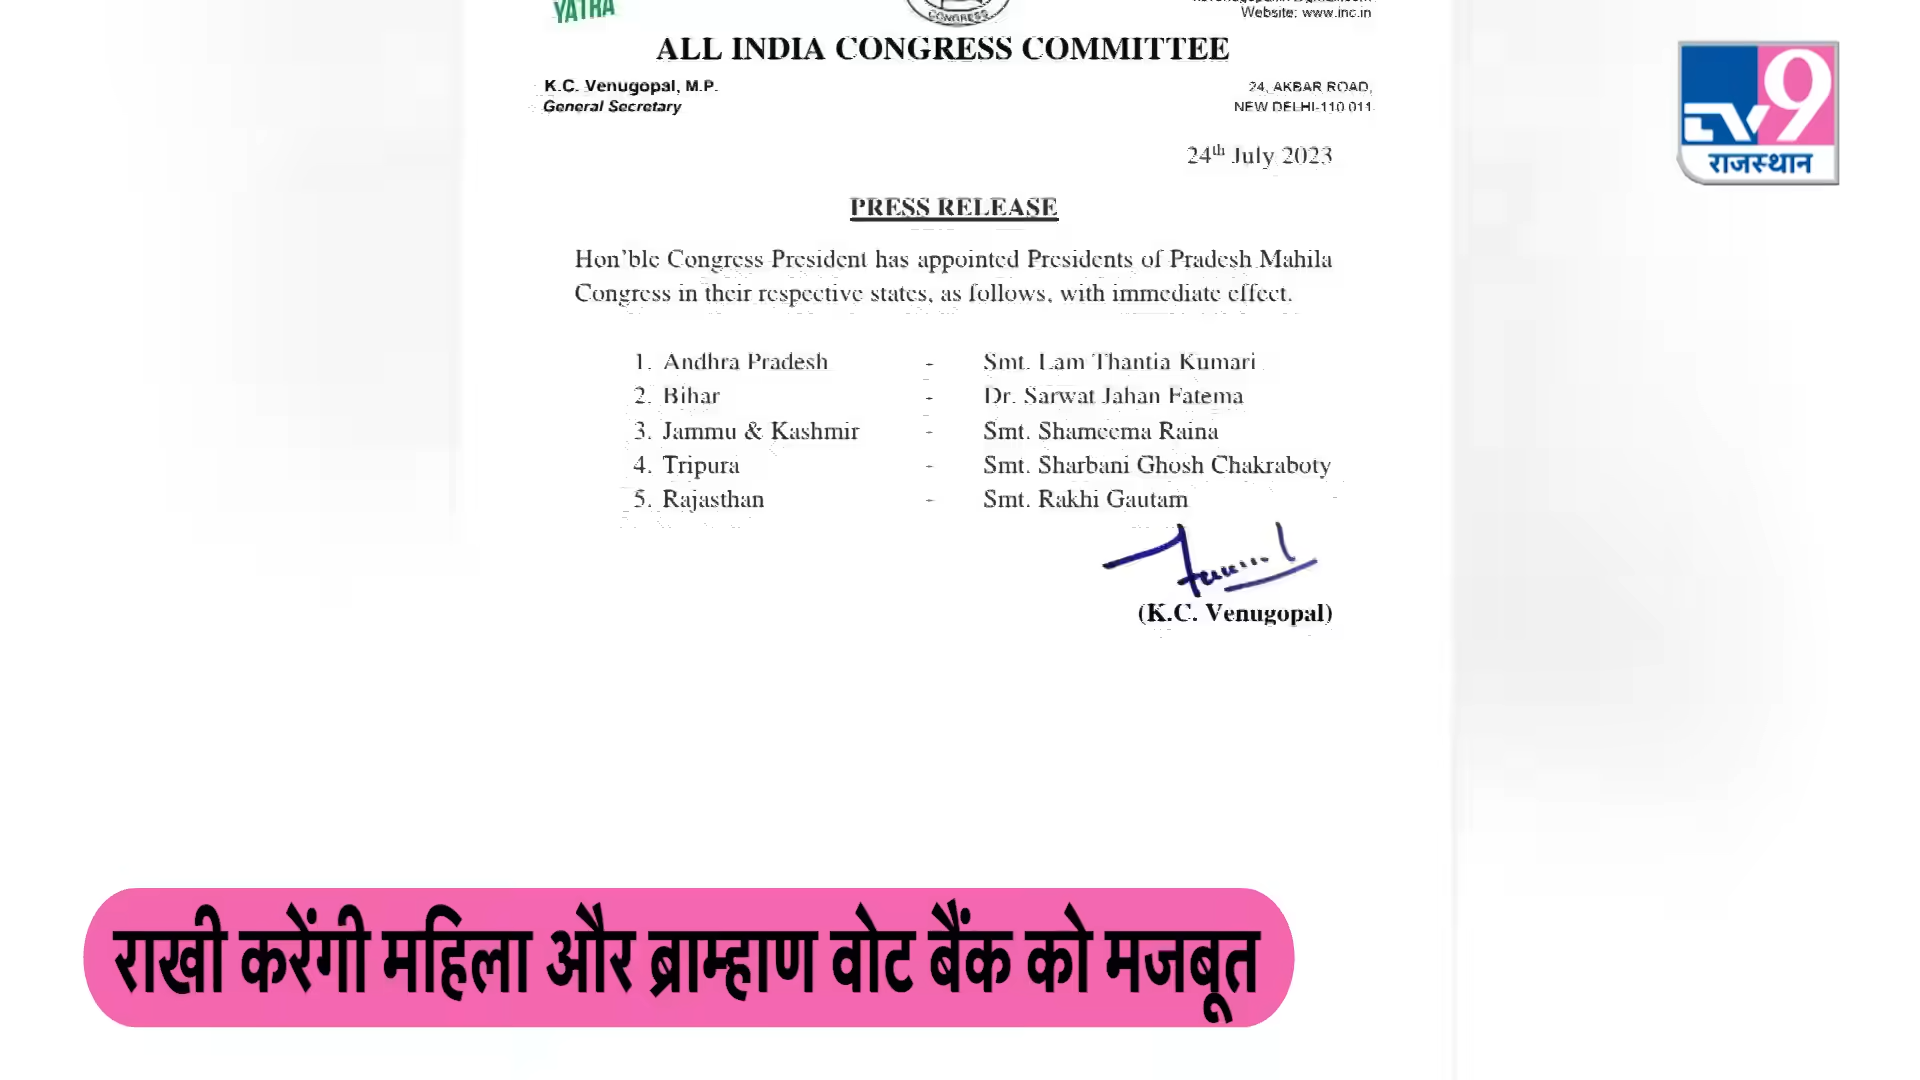 YATRA
CONGRESS
Website: www.inc.in
ALL INDIA CONGRESS COMMITTEE
K.C. Venugopal, M.P.
General Secretary
24, AKBAR ROAD,
NEW DELHI-110 011
24th July 2023
PRESS RELEASE
Hon'ble Congress President has appointed Presidents of Pradesh Mahila
Congress in their respective states, as follows, with immediate effect.
1. Andhra Pradesh - Smt. Lam Thantia Kumari
2. Bihar - Dr. Sarwat Jahan Fatema
3. Jammu & Kashmir - Smt. Shameema Raina
4. Tripura - Smt. Sharbani Ghosh Chakraboty
5. Rajasthan - Smt. Rakhi Gautam
(K.C. Venugopal)
TV9
राजस्थान
राखी करेंगी महिला और ब्राम्हाण वोट बैंक को मजबूत